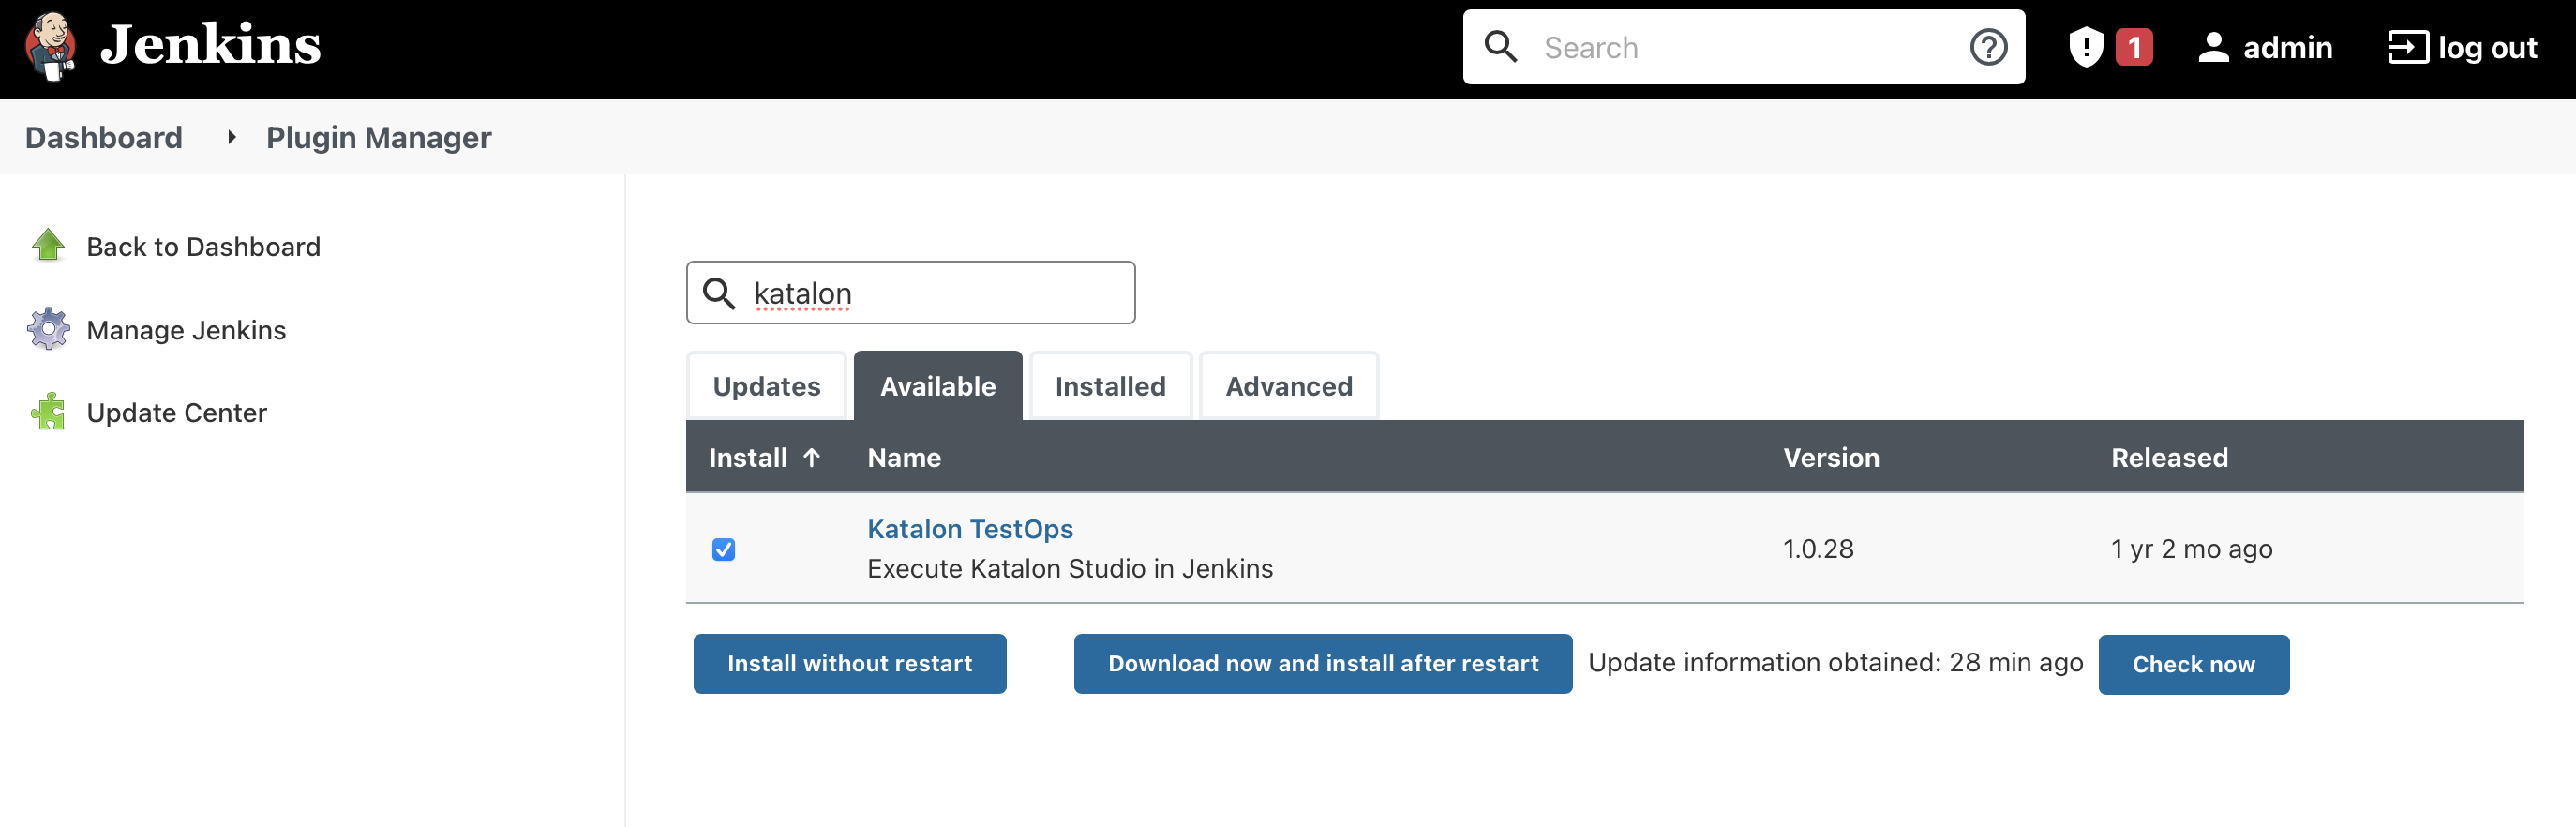 Jenkins
Search
1
admin
log out
Dashboard
Plugin Manager
Back to Dashboard
Manage Jenkins
Update Center
katalon
Updates
Available
Installed
Advanced
Install ↑ Name Version Released
Katalon TestOps
Execute Katalon Studio in Jenkins
1.0.28
1 yr 2 mo ago
Install without restart
Download now and install after restart
Update information obtained: 28 min ago
Check now